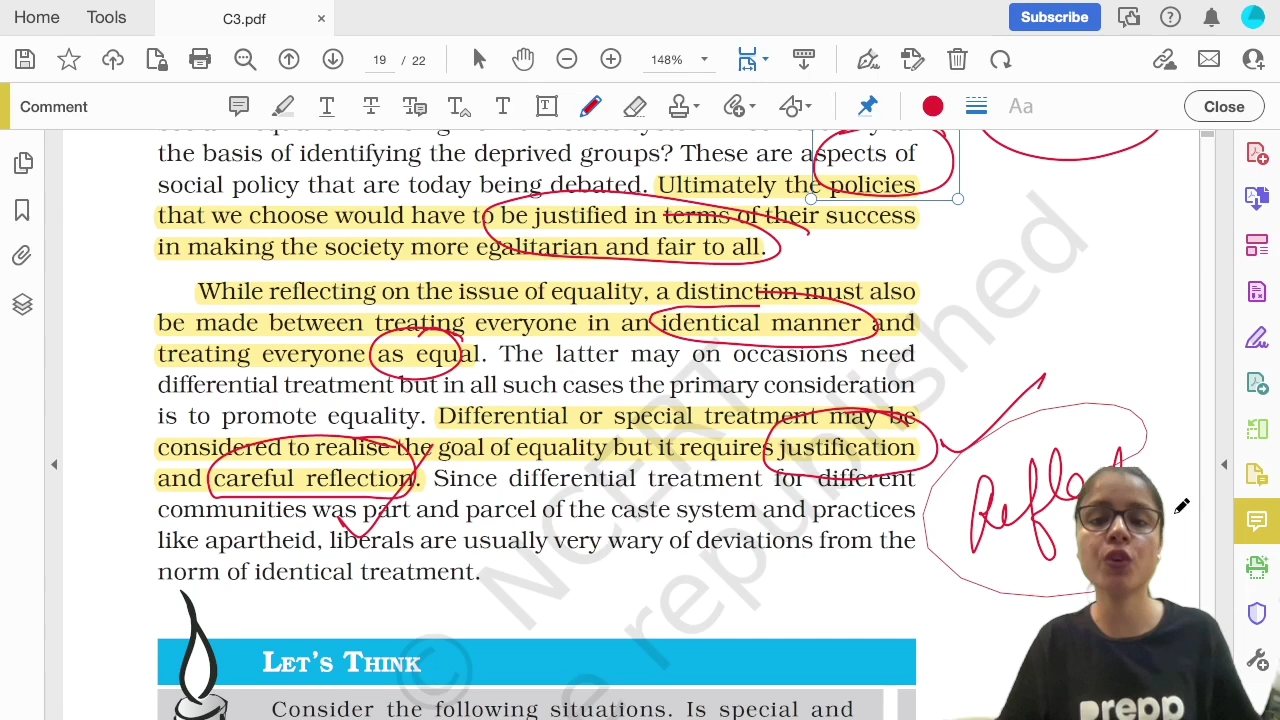 Home Tools C3.pdf × Subscribe
19 / 22 148%
Comment Aa Close
the basis of identifying the deprived groups? These are aspects of
social policy that are today being debated. Ultimately the policies
that we choose would have to be justified in terms of their success
in making the society more egalitarian and fair to all.
While reflecting on the issue of equality, a distinction must also
be made between treating everyone in an identical manner and
treating everyone as equal. The latter may on occasions need
differential treatment but in all such cases the primary consideration
is to promote equality. Differential or special treatment may be
considered to realise the goal of equality but it requires justification
and careful reflection. Since differential treatment for different
communities was part and parcel of the caste system and practices
like apartheid, liberals are usually very wary of deviations from the
norm of identical treatment.
© NCERT
republished
LET'S THINK
Consider the following situations. Is special and
prepp